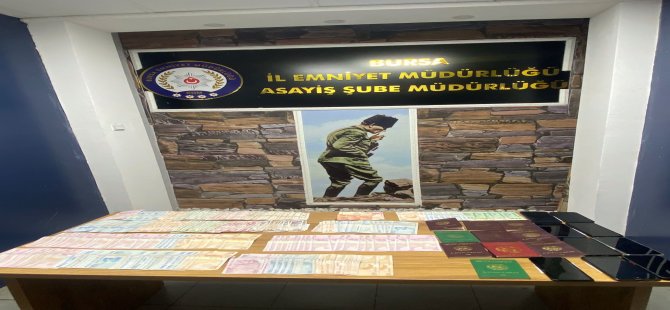 BURSA
İL EMNİYET MÜDÜRLÜĞÜ
ASAYİŞ ŞUBE MÜDÜRLÜĞÜ